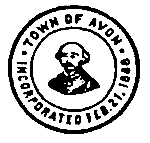 TOWN OF AVON
INCORPORATED FEB. 21, 1888